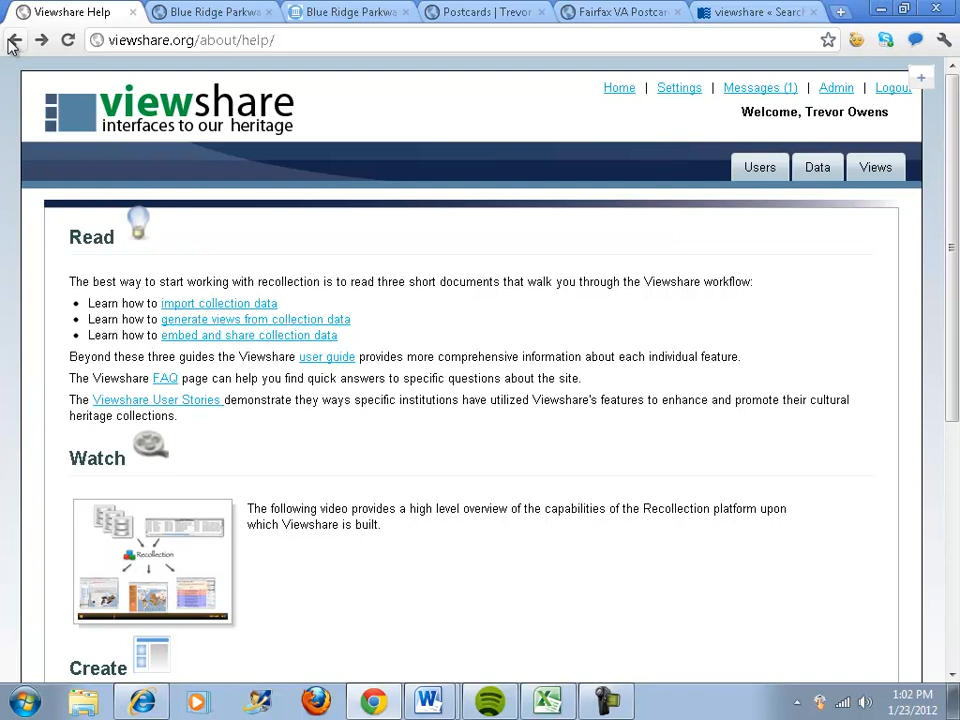 Viewshare Help
Blue Ridge Parkwa
Blue Ridge Parkwa
Postcards | Trevor
Fairfax VA Postcar
viewshare « Search
viewshare.org/about/help/
viewshare
interfaces to our heritage
Home | Settings | Messages (1) | Admin | Logou
Welcome, Trevor Owens
Users
Data
Views
Read
The best way to start working with recollection is to read three short documents that walk you through the Viewshare workflow:
• Learn how to import collection data
• Learn how to generate views from collection data
• Learn how to embed and share collection data
Beyond these three guides the Viewshare user guide provides more comprehensive information about each individual feature.
The Viewshare FAQ page can help you find quick answers to specific questions about the site.
The Viewshare User Stories demonstrate they ways specific institutions have utilized Viewshare's features to enhance and promote their cultural
heritage collections.
Watch
Recollection
The following video provides a high level overview of the capabilities of the Recollection platform upon
which Viewshare is built.
Create
1:02 PM
1/23/2012